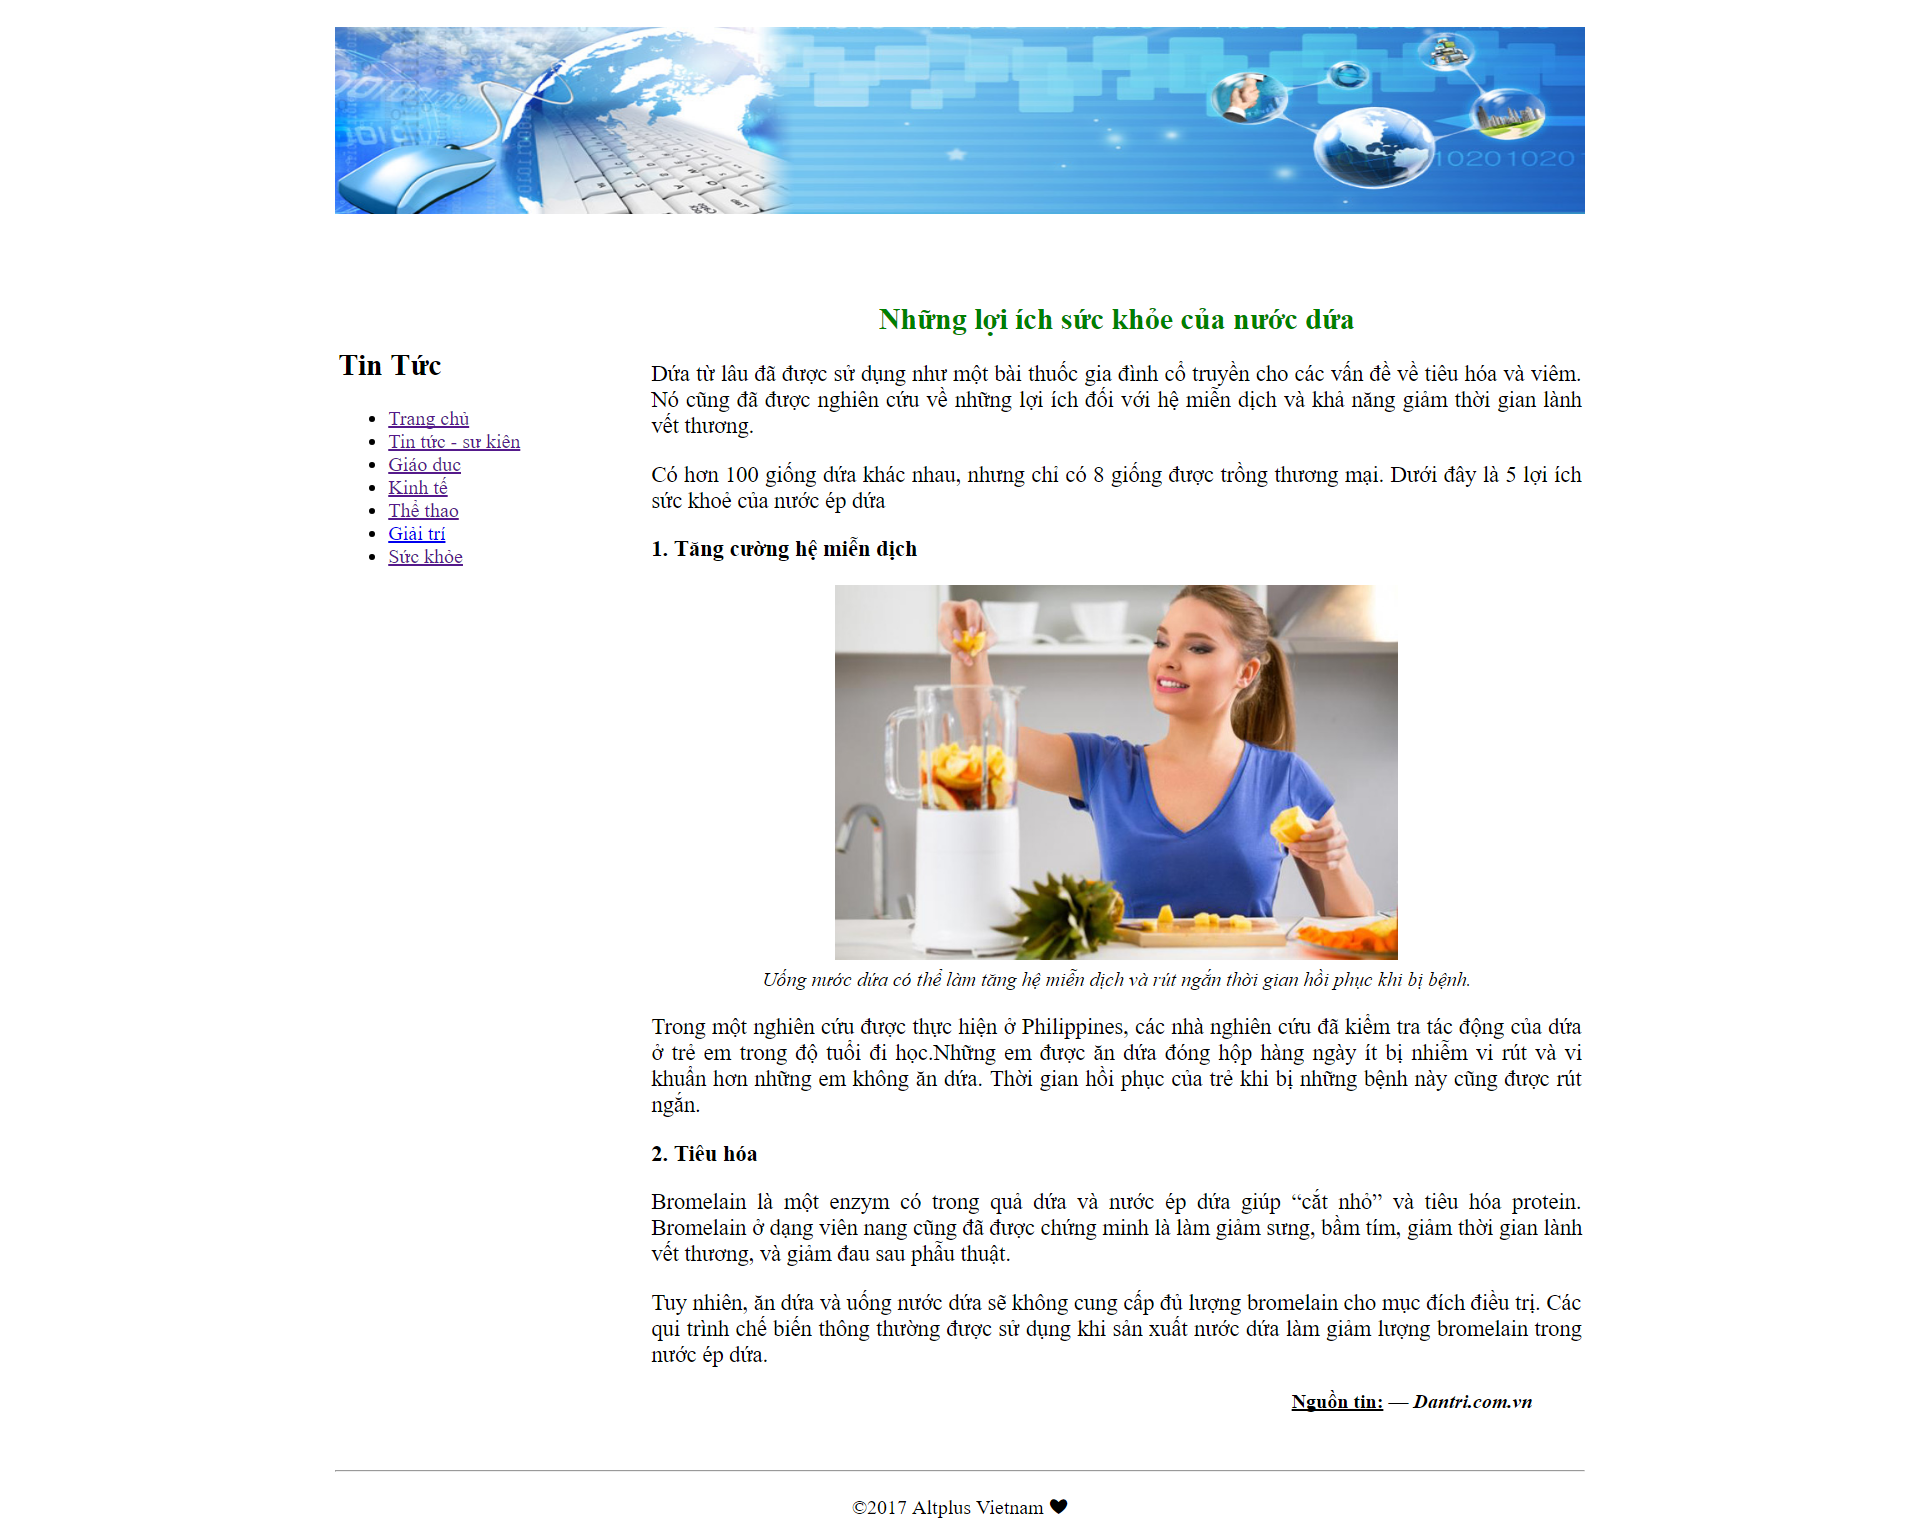 10201020
Những lợi ích sức khỏe của nước dứa
Tin Tức
Trang chủ
Tin tức - sự kiện
Giáo dục
Kinh tế
Thể thao
Giải trí
Sức khỏe
Dứa từ lâu đã được sử dụng như một bài thuốc gia đình cổ truyền cho các vấn đề về tiêu hóa và viêm.
Nó cũng đã được nghiên cứu về những lợi ích đối với hệ miễn dịch và khả năng giảm thời gian lành
vết thương.
Có hơn 100 giống dứa khác nhau, nhưng chỉ có 8 giống được trồng thương mại. Dưới đây là 5 lợi ích
sức khoẻ của nước ép dứa
1. Tăng cường hệ miễn dịch
Uống nước dứa có thể làm tăng hệ miễn dịch và rút ngắn thời gian hồi phục khi bị bệnh.
Trong một nghiên cứu được thực hiện ở Philippines, các nhà nghiên cứu đã kiểm tra tác động của dứa
ở trẻ em trong độ tuổi đi học.Những em được ăn dứa đóng hộp hàng ngày ít bị nhiễm vi rút và vi
khuẩn hơn những em không ăn dứa. Thời gian hồi phục của trẻ khi bị những bệnh này cũng được rút
ngắn.
2. Tiêu hóa
Bromelain là một enzym có trong quả dứa và nước ép dứa giúp “cắt nhỏ” và tiêu hóa protein.
Bromelain ở dạng viên nang cũng đã được chứng minh là làm giảm sưng, bầm tím, giảm thời gian lành
vết thương, và giảm đau sau phẫu thuật.
Tuy nhiên, ăn dứa và uống nước dứa sẽ không cung cấp đủ lượng bromelain cho mục đích điều trị. Các
qui trình chế biến thông thường được sử dụng khi sản xuất nước dứa làm giảm lượng bromelain trong
nước ép dứa.
Nguồn tin: — Dantri.com.vn
©2017 Altplus Vietnam ♥